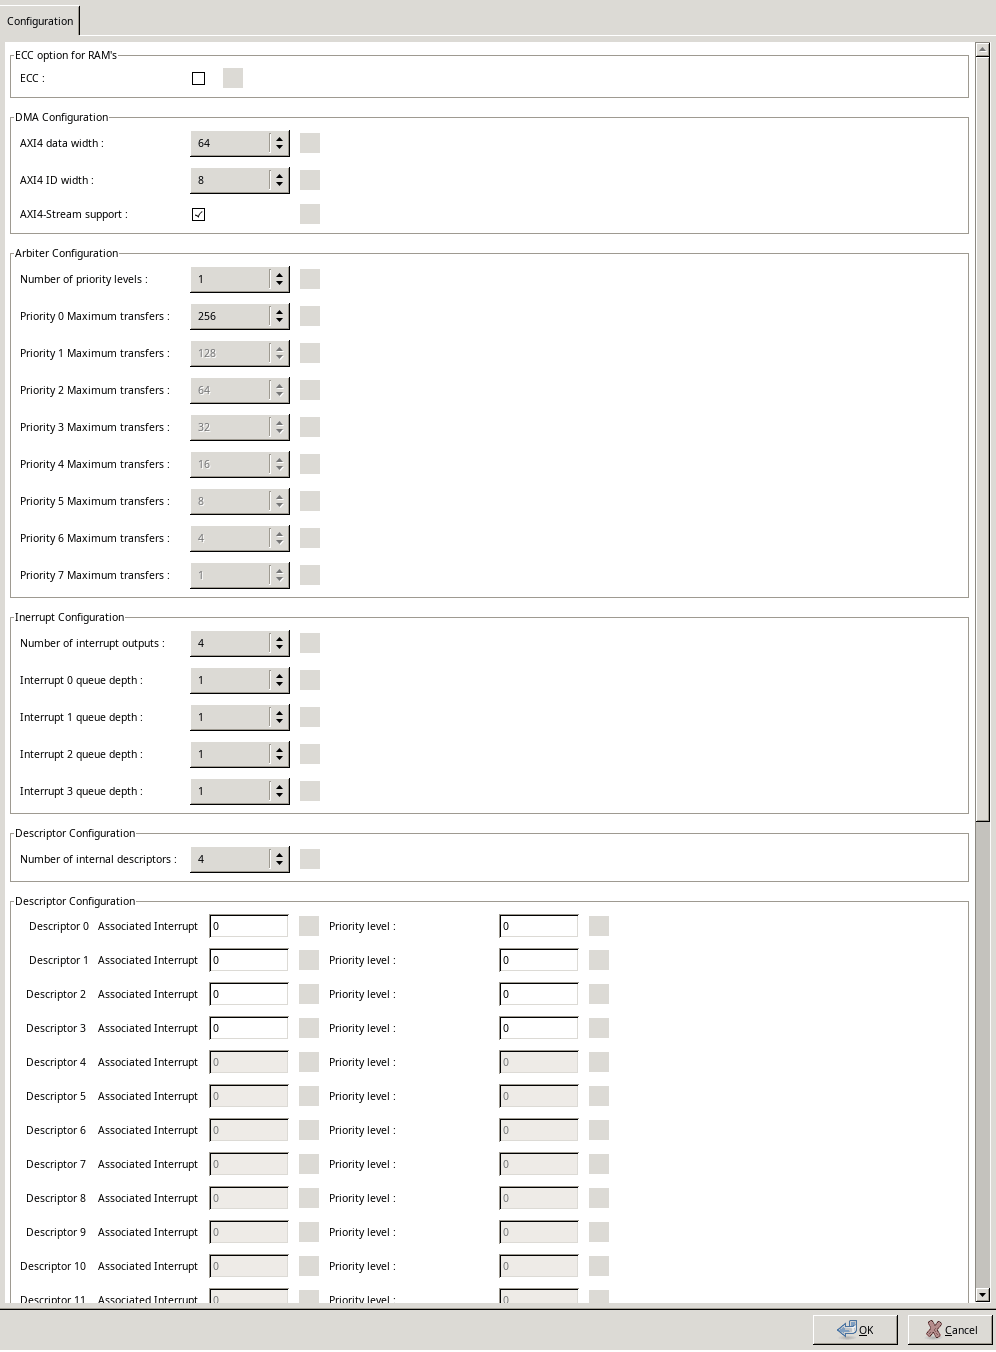 Configuration
ECC option for RAM's
ECC :
DMA Configuration
AXI4 data width : 64
AXI4 ID width : 8
AXI4-Stream support :
Arbiter Configuration
Number of priority levels : 1
Priority 0 Maximum transfers : 256
Priority 1 Maximum transfers : 128
Priority 2 Maximum transfers : 64
Priority 3 Maximum transfers : 32
Priority 4 Maximum transfers : 16
Priority 5 Maximum transfers : 8
Priority 6 Maximum transfers : 4
Priority 7 Maximum transfers : 1
Inerrupt Configuration
Number of interrupt outputs : 4
Interrupt 0 queue depth : 1
Interrupt 1 queue depth : 1
Interrupt 2 queue depth : 1
Interrupt 3 queue depth : 1
Descriptor Configuration
Number of internal descriptors : 4
Descriptor Configuration
Descriptor 0 Associated Interrupt 0 Priority level : 0
Descriptor 1 Associated Interrupt 0 Priority level : 0
Descriptor 2 Associated Interrupt 0 Priority level : 0
Descriptor 3 Associated Interrupt 0 Priority level : 0
Descriptor 4 Associated Interrupt 0 Priority level : 0
Descriptor 5 Associated Interrupt 0 Priority level : 0
Descriptor 6 Associated Interrupt 0 Priority level : 0
Descriptor 7 Associated Interrupt 0 Priority level : 0
Descriptor 8 Associated Interrupt 0 Priority level : 0
Descriptor 9 Associated Interrupt 0 Priority level : 0
Descriptor 10 Associated Interrupt 0 Priority level : 0
Descriptor 11 Associated Interrupt 0 Priority level : 0
OK Cancel